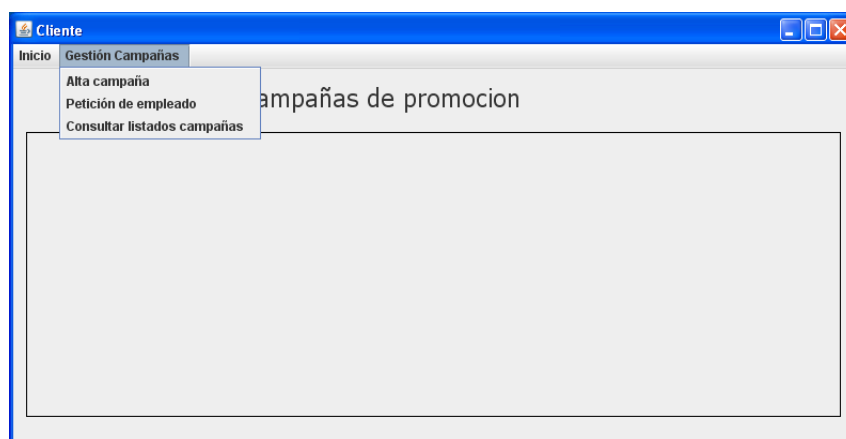 Cliente
Inicio Gestión Campañas
Alta campaña
Petición de empleado
Consultar listados campañas
ampañas de promocion